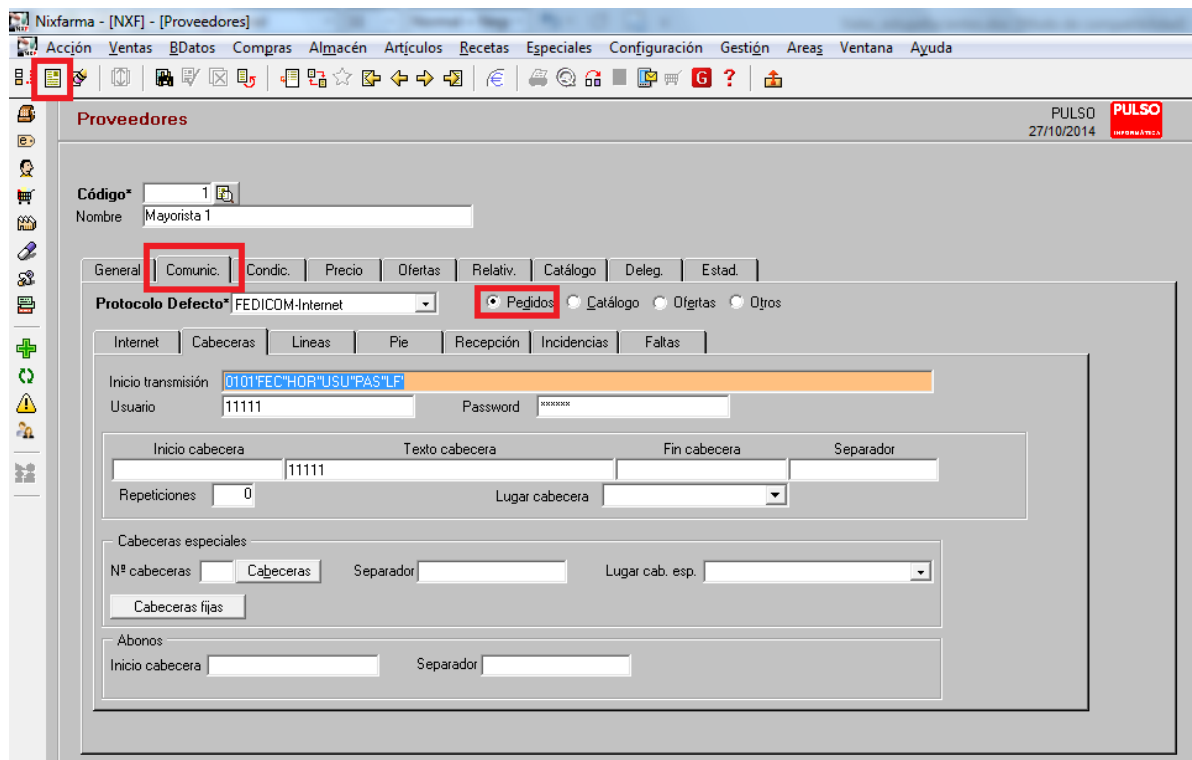 Nixfarma - [NXF] - [Proveedores]
Acción Ventas BDatos Compras Almacén Artículos Recetas Especiales Configuración Gestión Areas Ventana Ayuda
G ?
Proveedores
PULSO PULSO
27/10/2014 INFORMÁTICA
Código* 1
Nombre Mayorista 1
General Comunic. Condic. Precio Ofertas Relativ. Catálogo Deleg. Estad.
Protocolo Defecto* FEDICOM-Internet Pedidos Catálogo Ofertas Otros
Internet Cabeceras Lineas Pie Recepción Incidencias Faltas
Inicio transmisión 0101'FEC''HOR''USU''PAS''LF'
Usuario 11111 Password ******
Inicio cabecera Texto cabecera Fin cabecera Separador
11111
Repeticiones 0 Lugar cabecera
Cabeceras especiales
Nª cabeceras Cabeceras Separador Lugar cab. esp.
Cabeceras fijas
Abonos
Inicio cabecera Separador